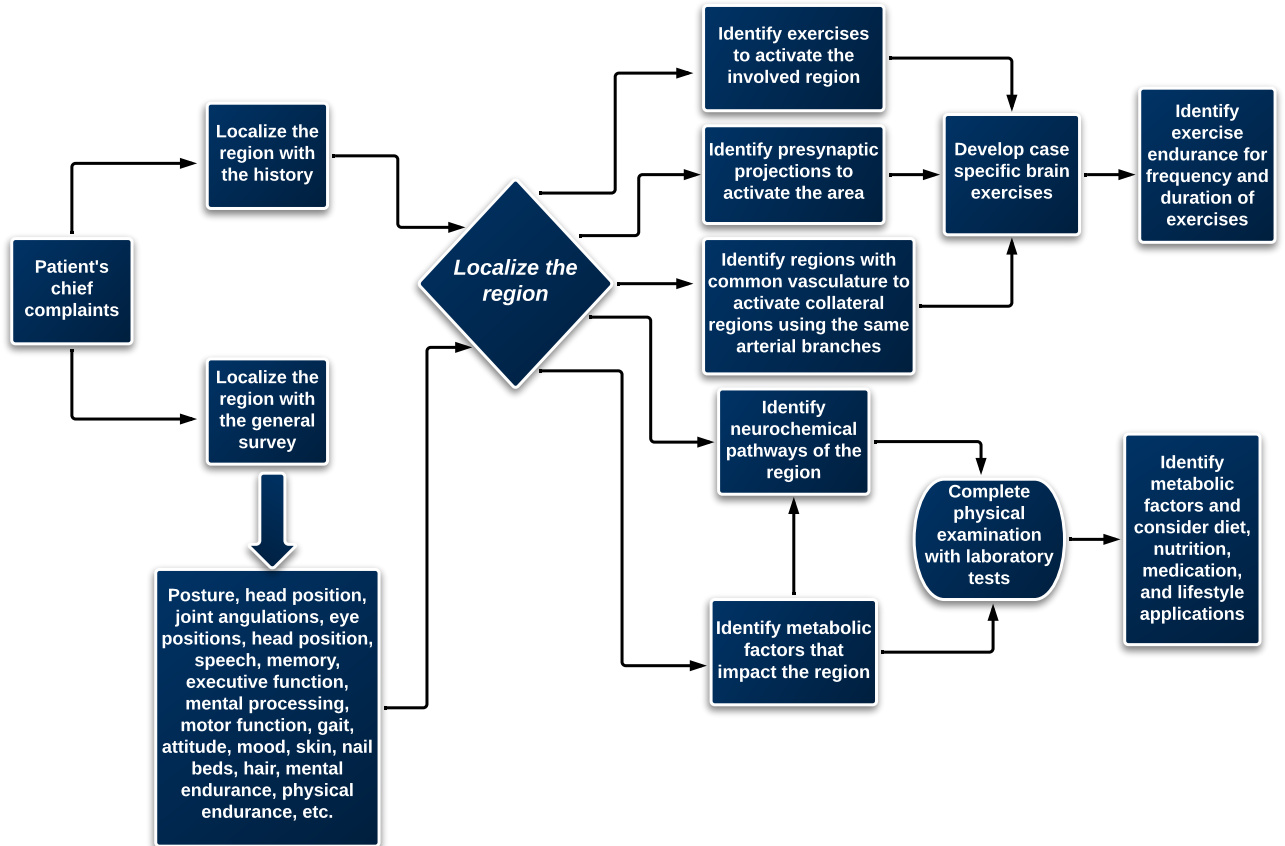 Patient's
chief
complaints
Localize the
region with
the history
Localize the
region with
the general
survey
Posture, head position,
joint angulations, eye
positions, head position,
speech, memory,
executive function,
mental processing,
motor function, gait,
attitude, mood, skin, nail
beds, hair, mental
endurance, physical
endurance, etc.
Localize the
region
Identify exercises
to activate the
involved region
Identify presynaptic
projections to
activate the area
Identify regions with
common vasculature to
activate collateral
regions using the same
arterial branches
Develop case
specific brain
exercises
Identify
exercise
endurance for
frequency and
duration of
exercises
Identify
neurochemical
pathways of the
region
Identify metabolic
factors that
impact the region
Complete
physical
examination
with laboratory
tests
Identify
metabolic
factors and
consider diet,
nutrition,
medication,
and lifestyle
applications